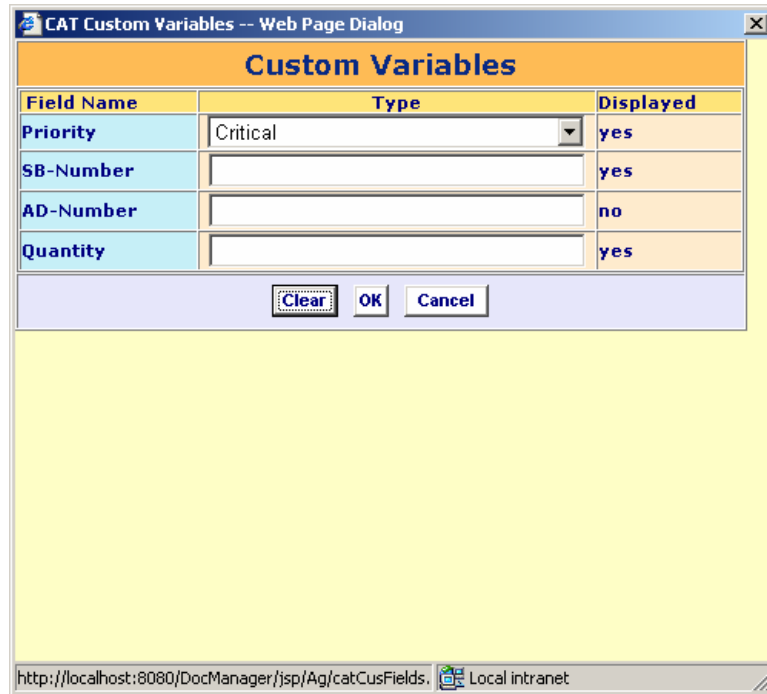 CAT Custom Variables -- Web Page Dialog
Custom Variables
Field Name Type Displayed
Priority Critical yes
SB-Number yes
AD-Number no
Quantity yes
Clear OK Cancel
http://localhost:8080/DocManager/jsp/Ag/catCusFields. Local intranet